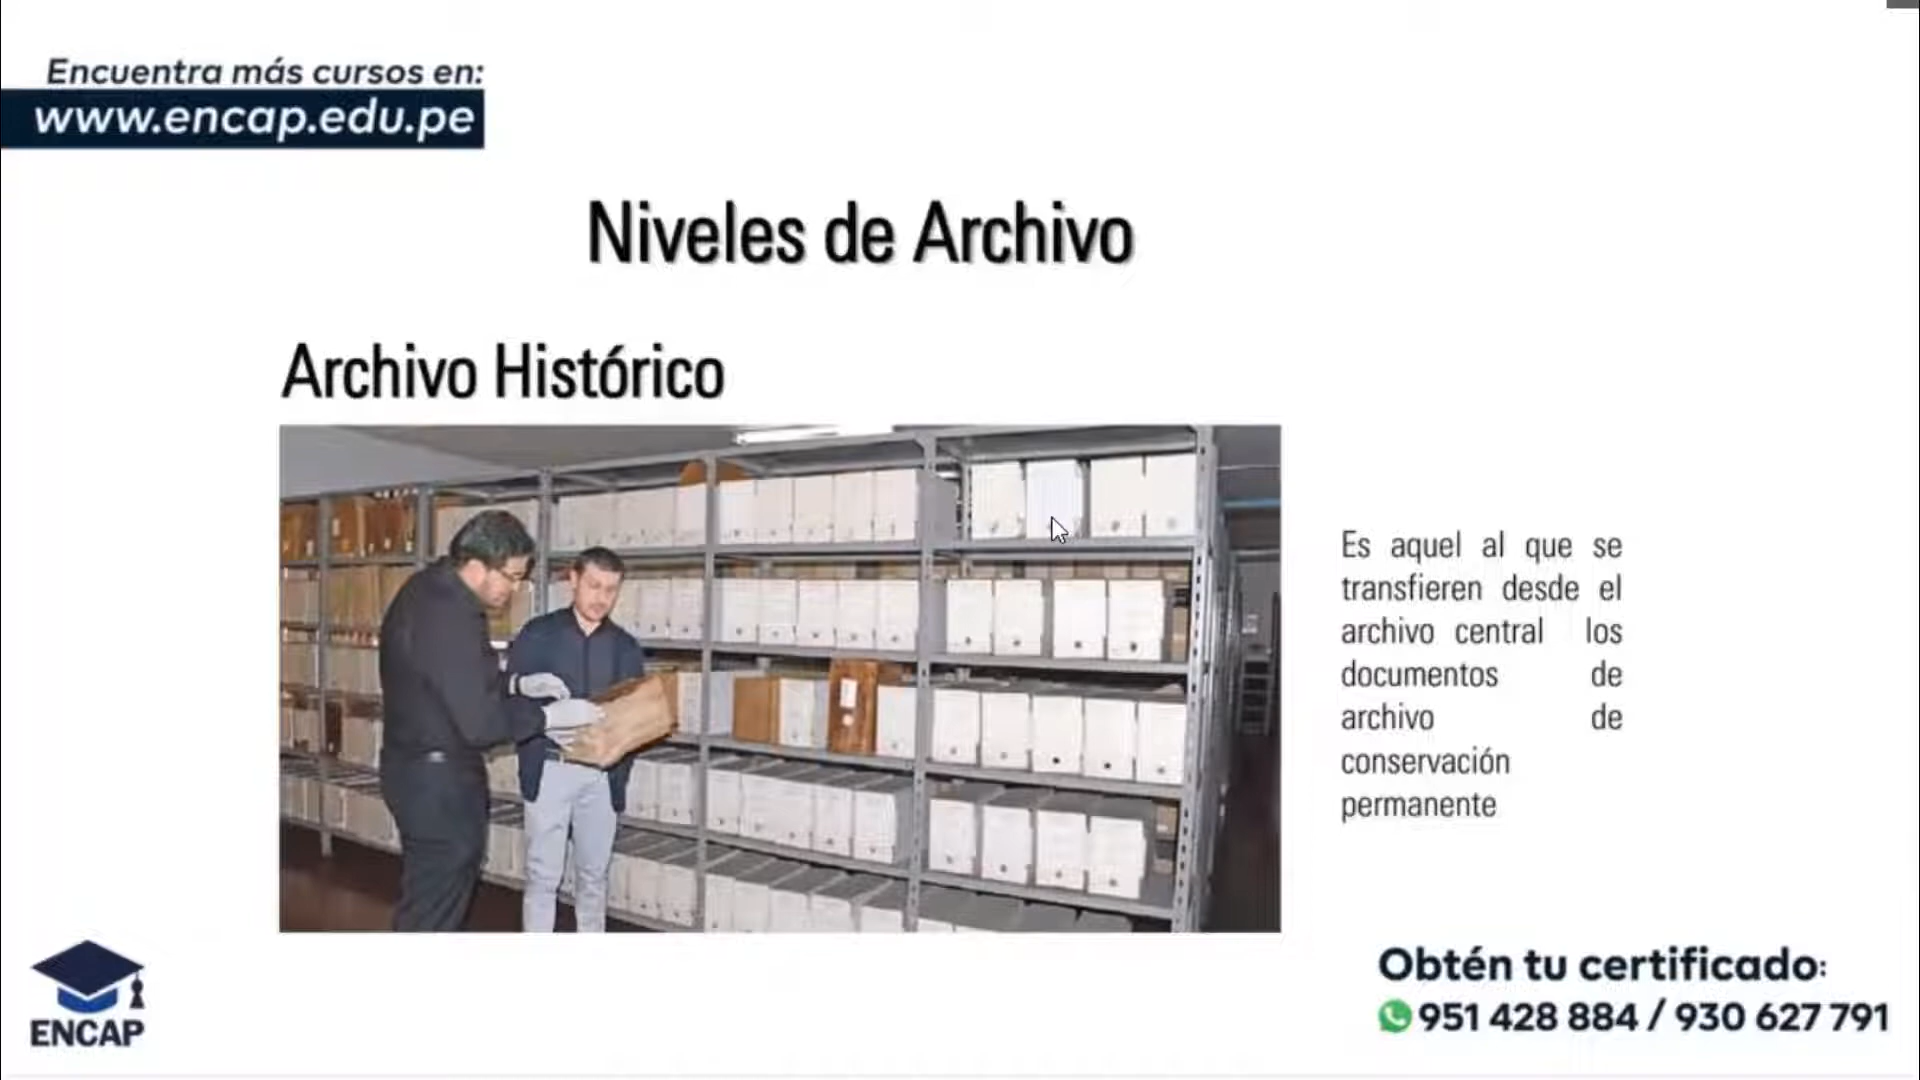 Encuentra más cursos en:
www.encap.edu.pe
Niveles de Archivo
Archivo Histórico
Es aquel al que se
transfieren desde el
archivo central los
documentos de
archivo de
conservación
permanente
ENCAP
Obtén tu certificado:
951 428 884 / 930 627 791